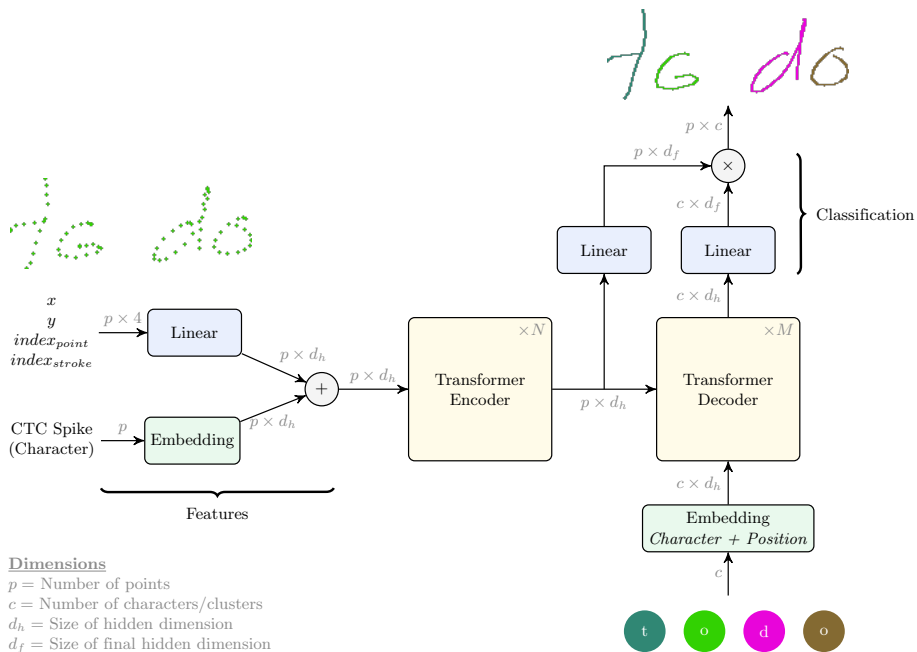 to do
p × c
p × d_f
×
c × d_f
Classification
Linear
Linear
to do
x
y
index_point
index_stroke
p × 4
Linear
p × d_h
c × d_h
×N
×M
Transformer
Encoder
Transformer
Decoder
+
p × d_h
p × d_h
CTC Spike
(Character)
p
Embedding
p × d_h
Features
c × d_h
Embedding
Character + Position
c
Dimensions
p = Number of points
c = Number of characters/clusters
d_h = Size of hidden dimension
d_f = Size of final hidden dimension
t o d o